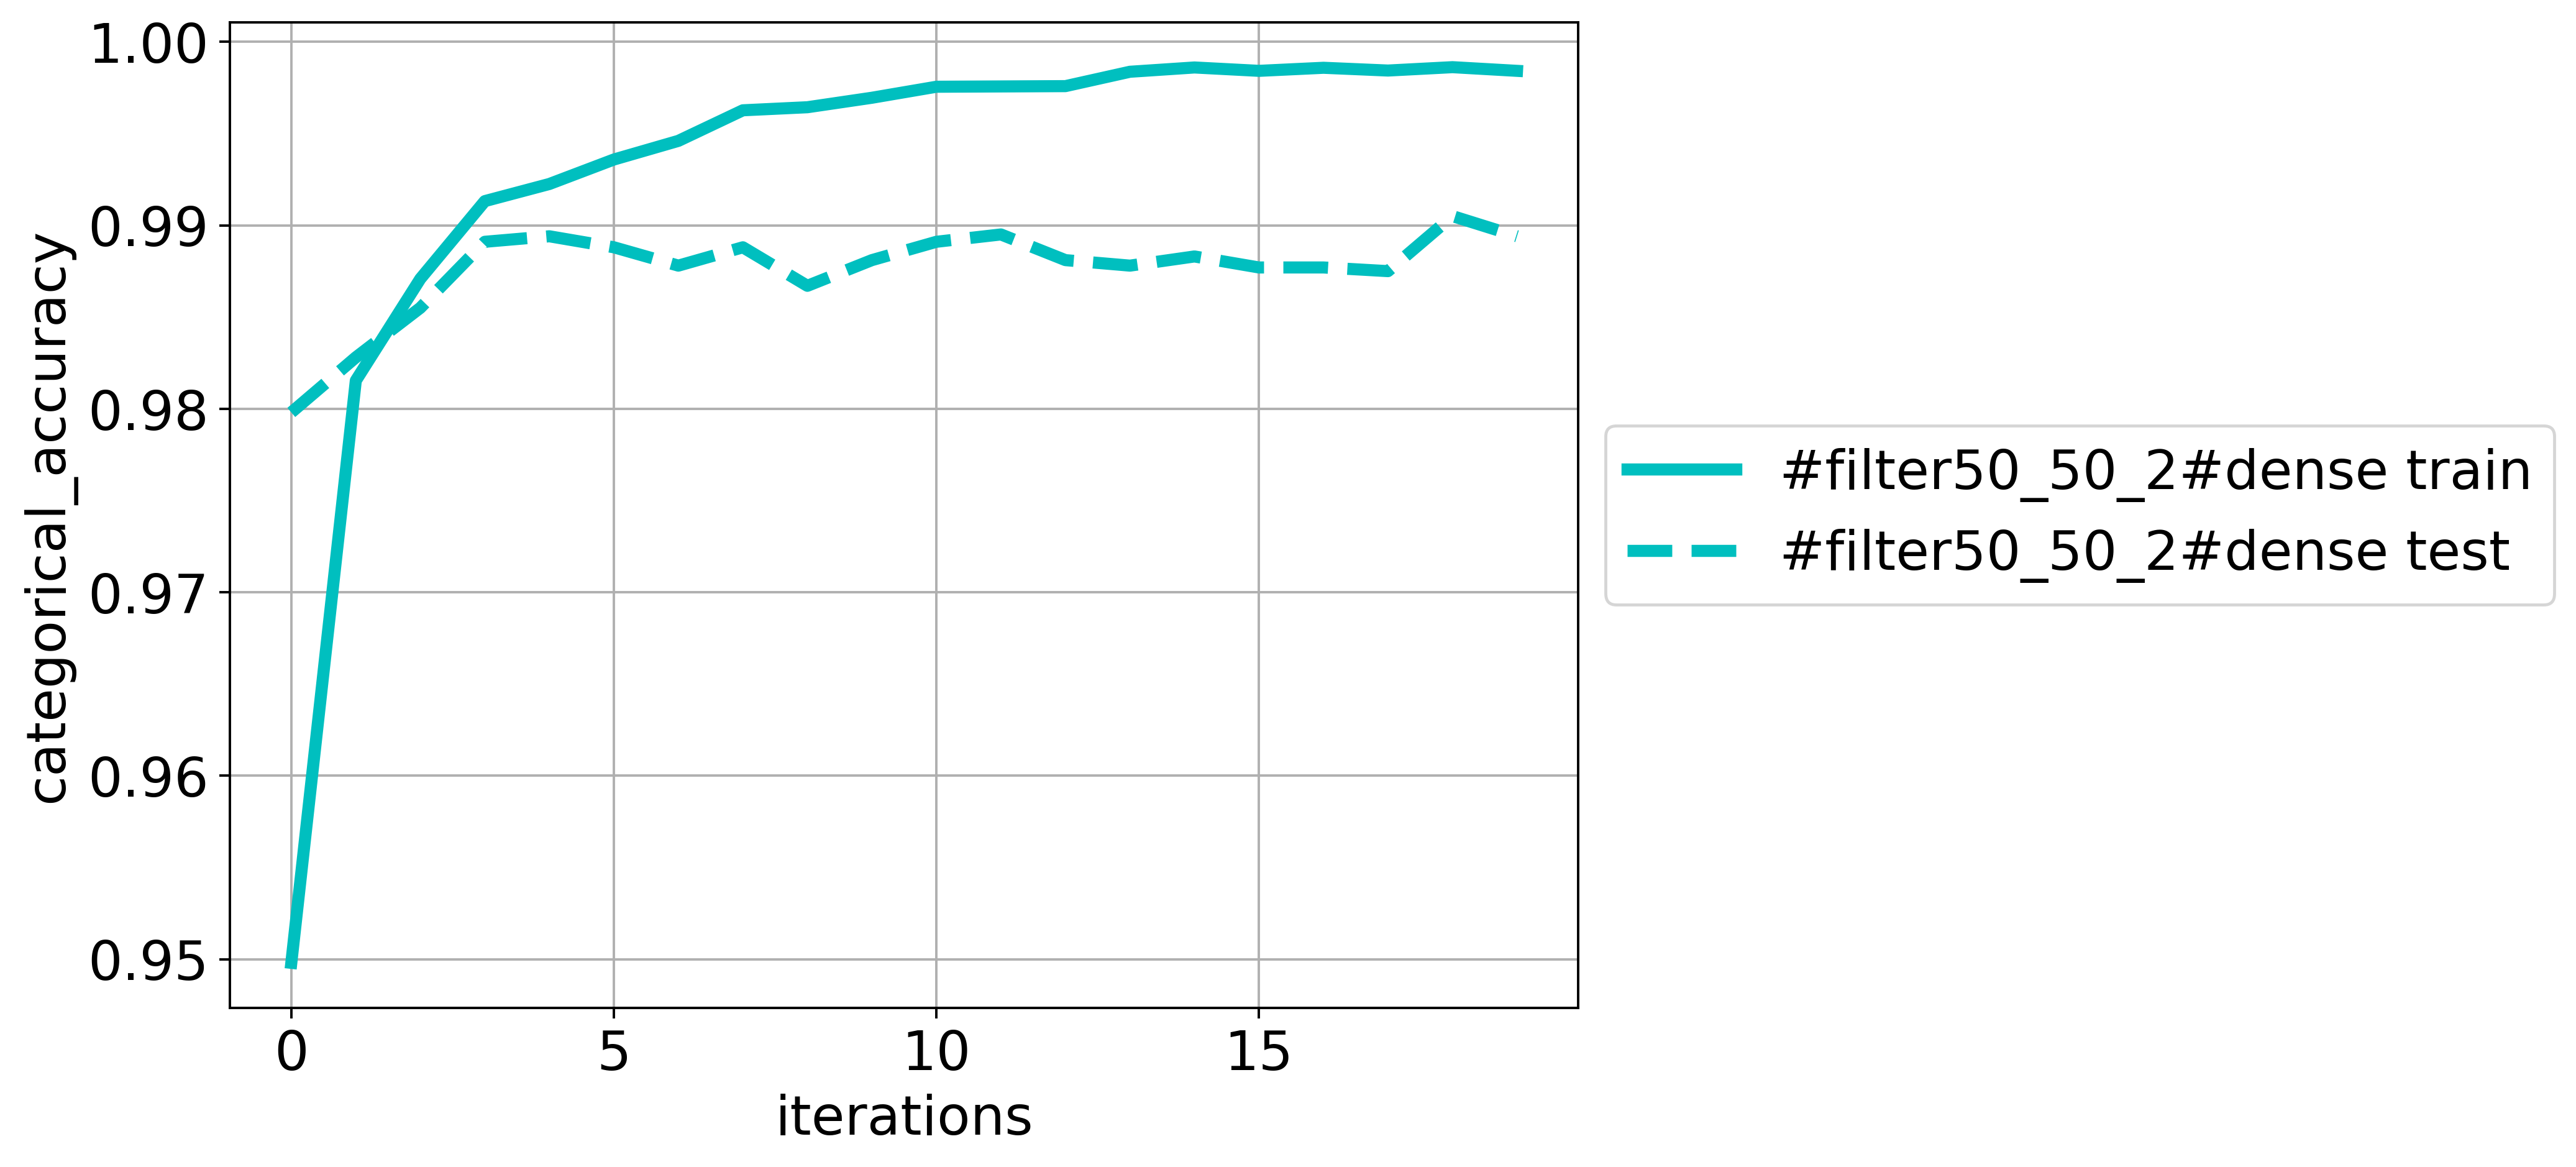 1.00
0.99
0.98
0.97
0.96
0.95
categorical_accuracy
0 5 10 15
iterations
#filter50_50_2#dense train
#filter50_50_2#dense test